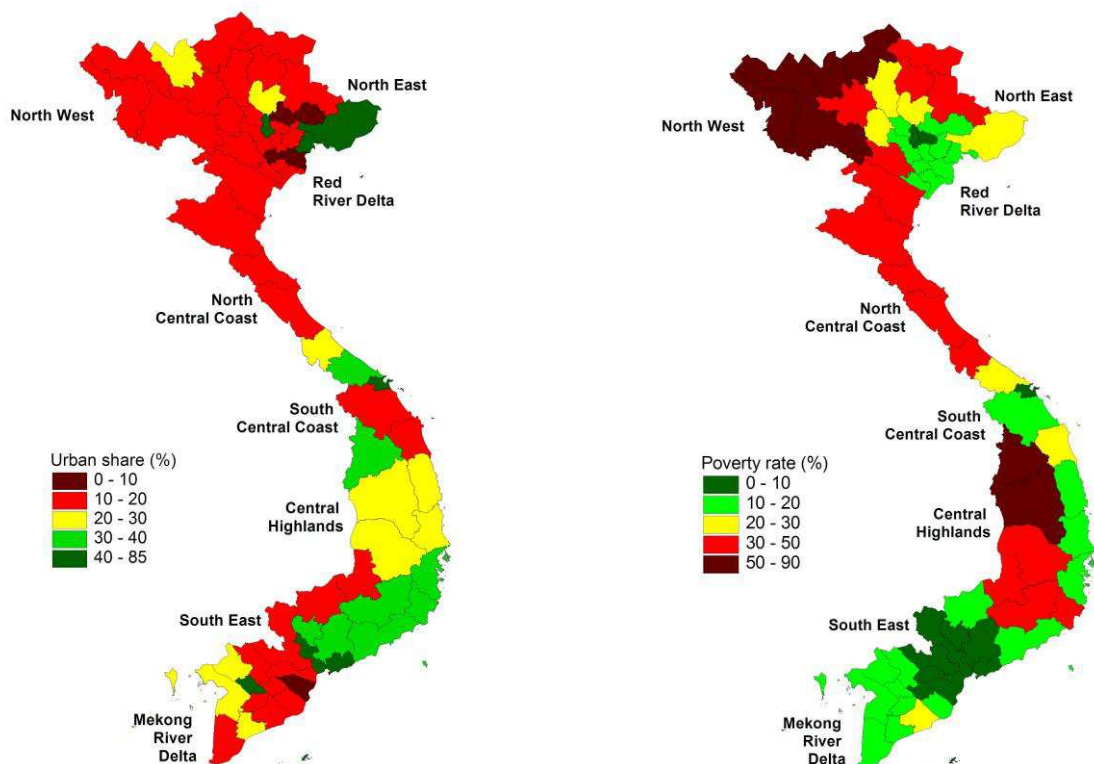 North East
North West
Red
River Delta
North
Central Coast
South
Central Coast
Urban share (%)
0 - 10
10 - 20
20 - 30
30 - 40
40 - 85
Central
Highlands
South East
Mekong
River
Delta
North East
North West
Red
River Delta
North
Central Coast
South
Central Coast
Poverty rate (%)
0 - 10
10 - 20
20 - 30
30 - 50
50 - 90
Central
Highlands
South East
Mekong
River
Delta